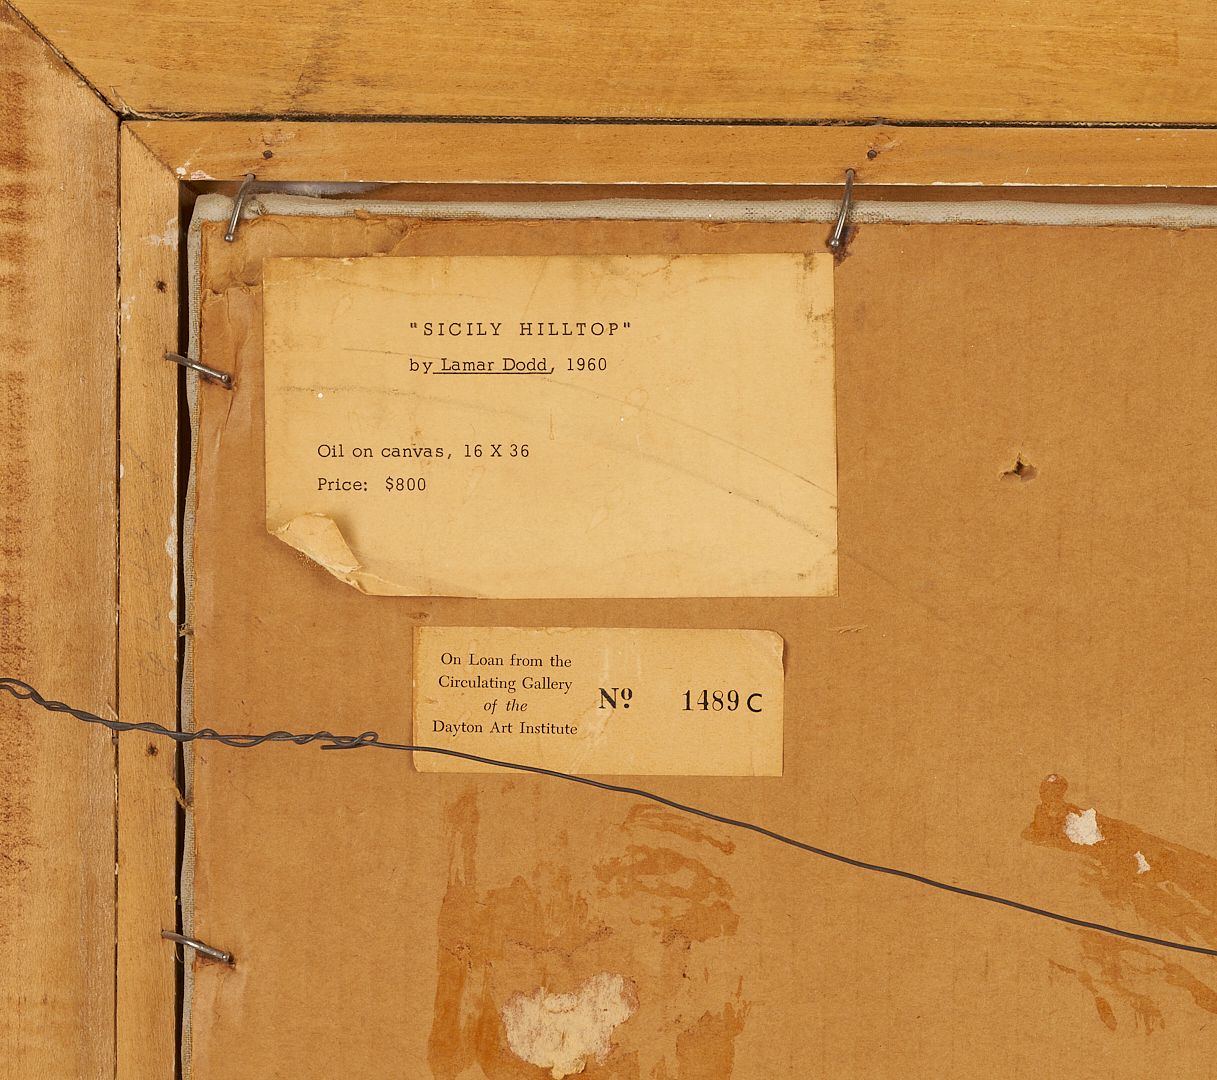 "SICILY HILLTOP"
by Lamar Dodd, 1960
Oil on canvas, 16 X 36
Price: $800
On Loan from the
Circulating Gallery
of the
Dayton Art Institute
Nº 1489 C